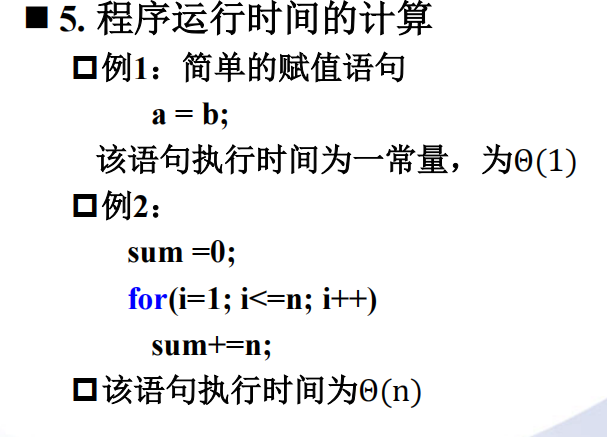 ■ 5. 程序运行时间的计算
例1：简单的赋值语句
a = b;
该语句执行时间为一常量，为Θ(1)
例2：
sum =0;
for(i=1; i<=n; i++)
sum+=n;
该语句执行时间为Θ(n)